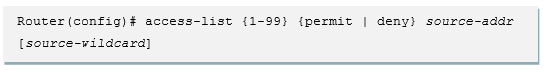 Router(config)# access-list {1-99} {permit | deny} source-addr
[source-wildcard]